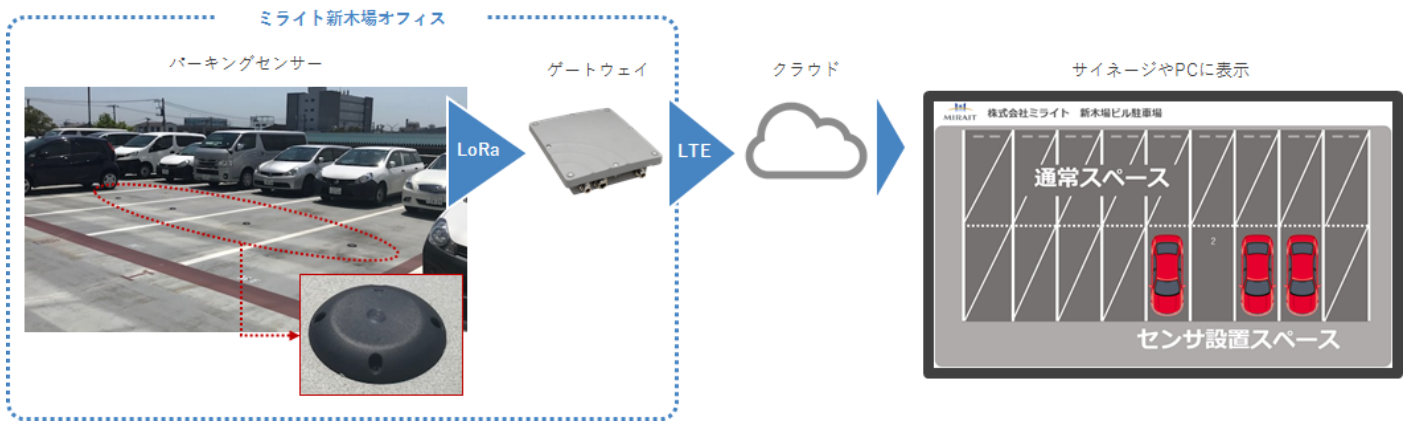 ミライト新木場オフィス
パーキングセンサー
ゲートウェイ
クラウド
サイネージやPCに表示
LoRa
LTE
MIRAIT 株式会社ミライト 新木場ビル駐車場
通常スペース
2
センサ設置スペース